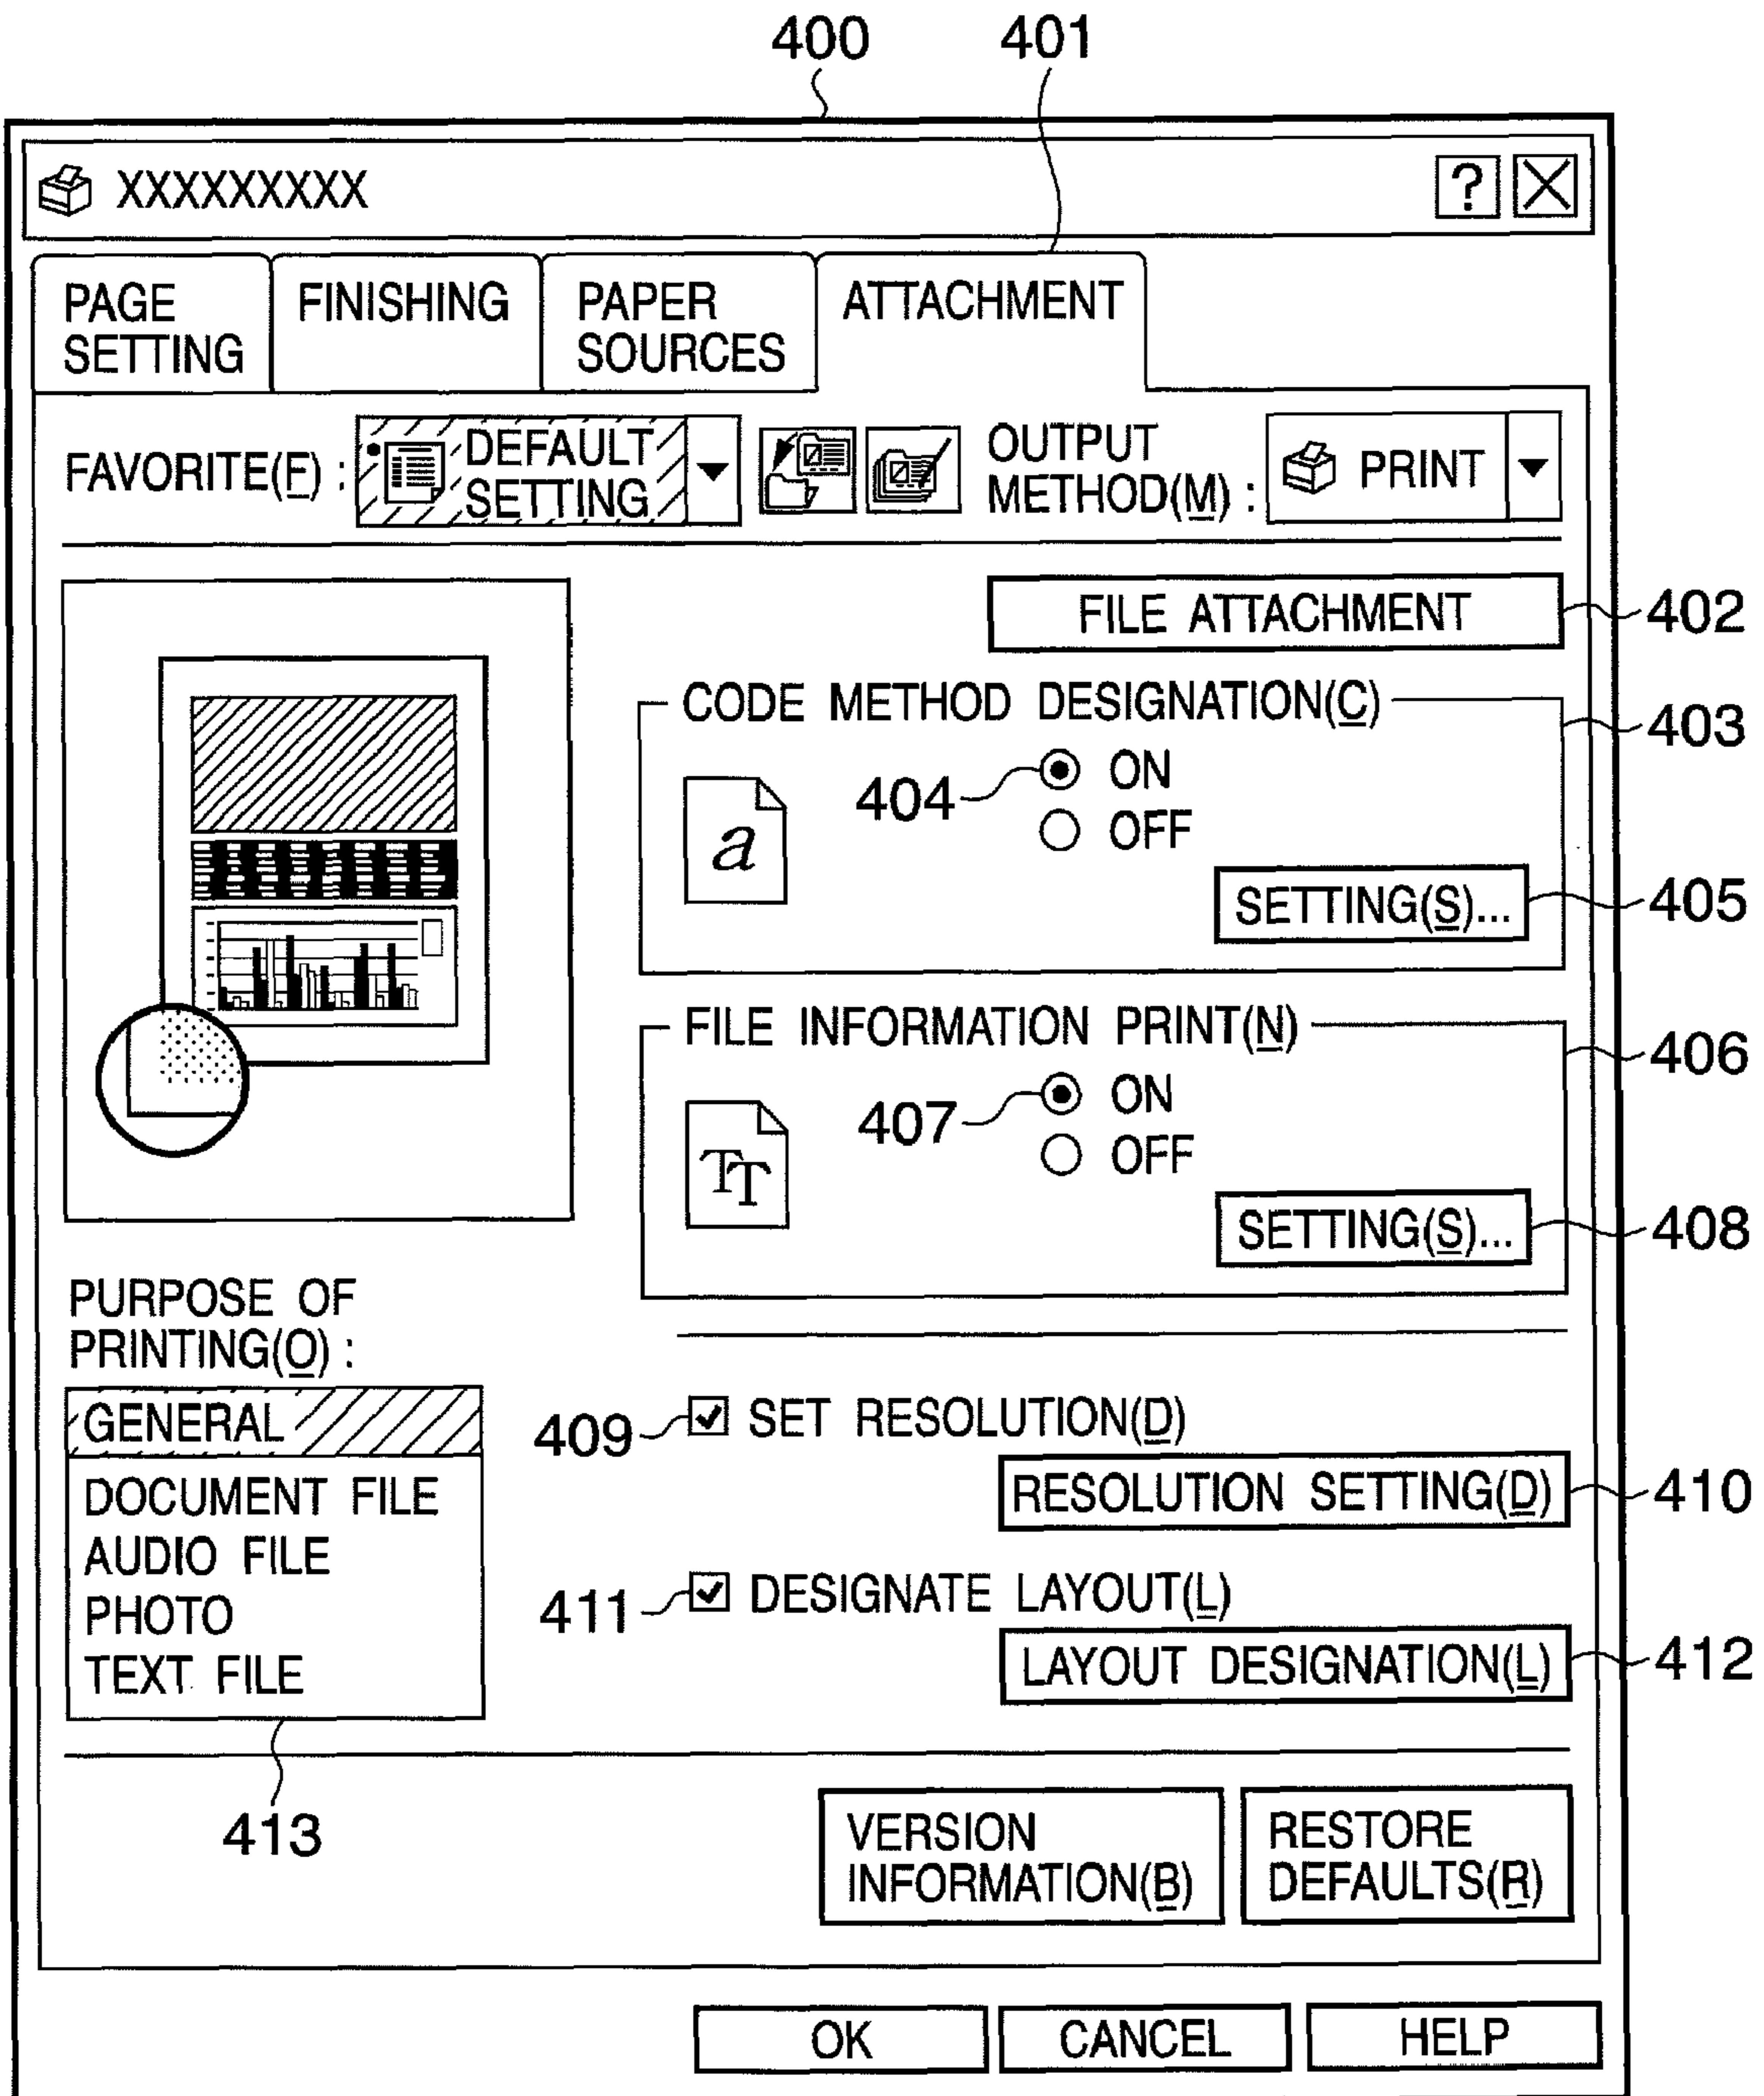 400 401
XXXXXXXXX ?
PAGE
SETTING
FINISHING
PAPER
SOURCES
ATTACHMENT
FAVORITE(F) :
DEFAULT
SETTING
OUTPUT
METHOD(M) :
PRINT
FILE ATTACHMENT 402
CODE METHOD DESIGNATION(C) 403
a
404 ON
OFF
SETTING(S)... 405
FILE INFORMATION PRINT(N) 406
TT
407 ON
OFF
SETTING(S)... 408
PURPOSE OF
PRINTING(O) :
GENERAL
DOCUMENT FILE
AUDIO FILE
PHOTO
TEXT FILE
413
409 SET RESOLUTION(D)
RESOLUTION SETTING(D) 410
411 DESIGNATE LAYOUT(L)
LAYOUT DESIGNATION(L) 412
VERSION
INFORMATION(B)
RESTORE
DEFAULTS(R)
OK CANCEL HELP